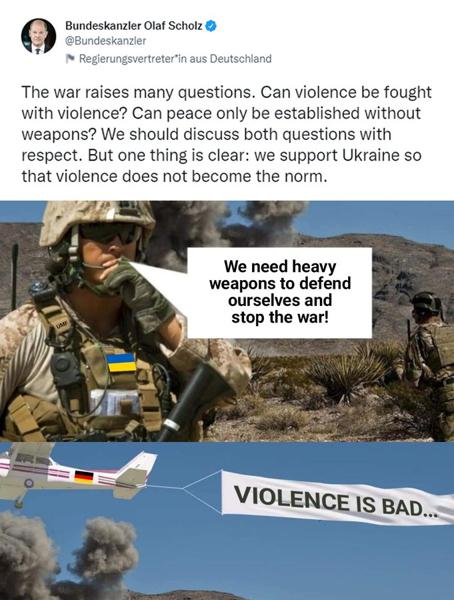 Bundeskanzler Olaf Scholz
@Bundeskanzler
Regierungsvertreter*in aus Deutschland
The war raises many questions. Can violence be fought
with violence? Can peace only be established without
weapons? We should discuss both questions with
respect. But one thing is clear: we support Ukraine so
that violence does not become the norm.
We need heavy
weapons to defend
ourselves and
stop the war!
VIOLENCE IS BAD...